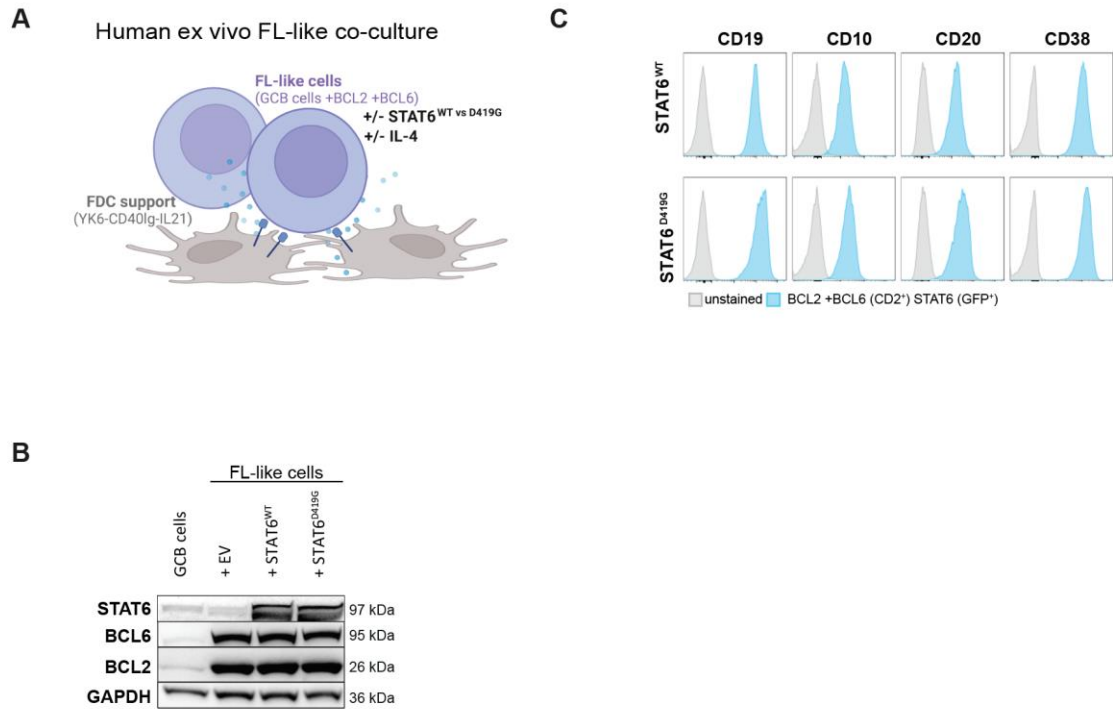 A
Human ex vivo FL-like co-culture
FL-like cells
(GCB cells +BCL2 +BCL6)
+/- STAT6 WT vs D419G
+/- IL-4
FDC support
(YK6-CD40lg-IL21)
B
FL-like cells
GCB cells
+ EV
+ STAT6WT
+ STAT6D419G
STAT6 97 kDa
BCL6 95 kDa
BCL2 26 kDa
GAPDH 36 kDa
C
CD19 CD10 CD20 CD38
STAT6WT
STAT6D419G
unstained BCL2 +BCL6 (CD2+) STAT6 (GFP+)